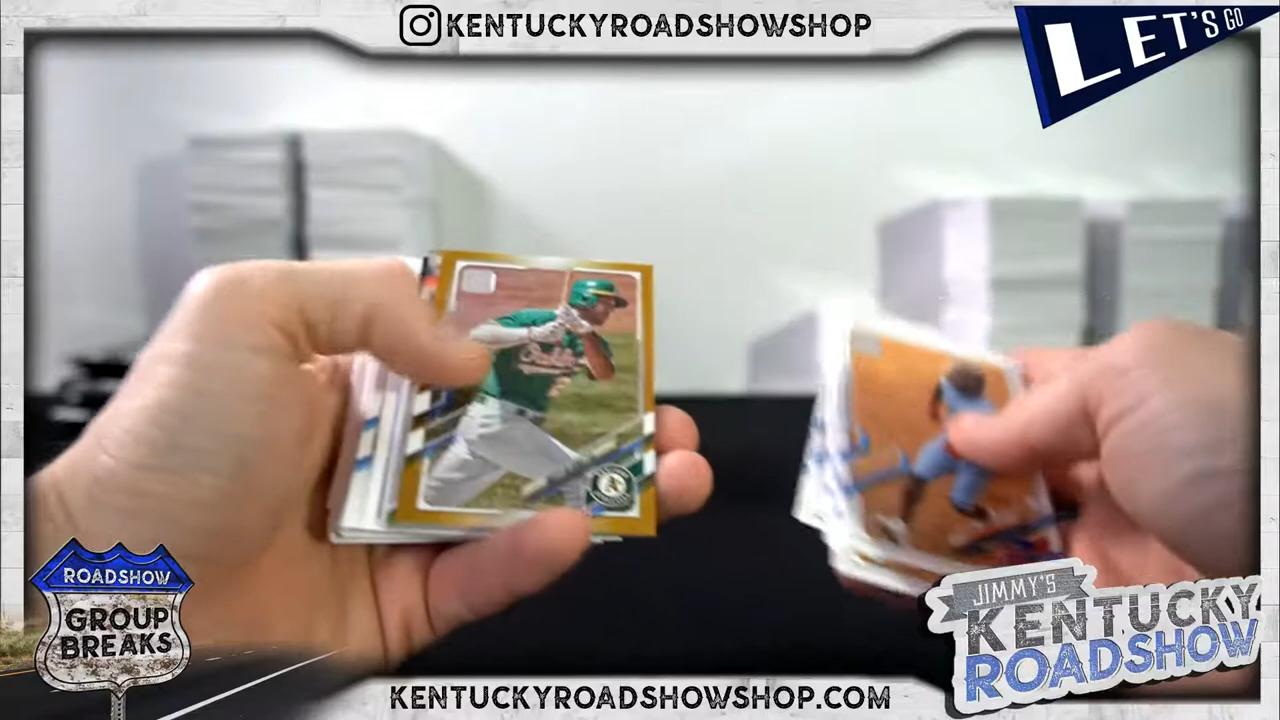 KENTUCKYROADSHOWSHOP
LET'S GO
ROADSHOW
GROUP
BREAKS
JIMMY'S
KENTUCKY
ROADSHOW
KENTUCKYROADSHOWSHOP.COM